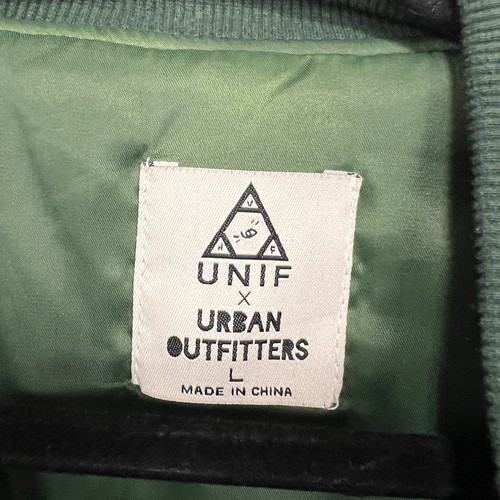 UNIF
X
URBAN
OUTFITTERS
L
MADE IN CHINA